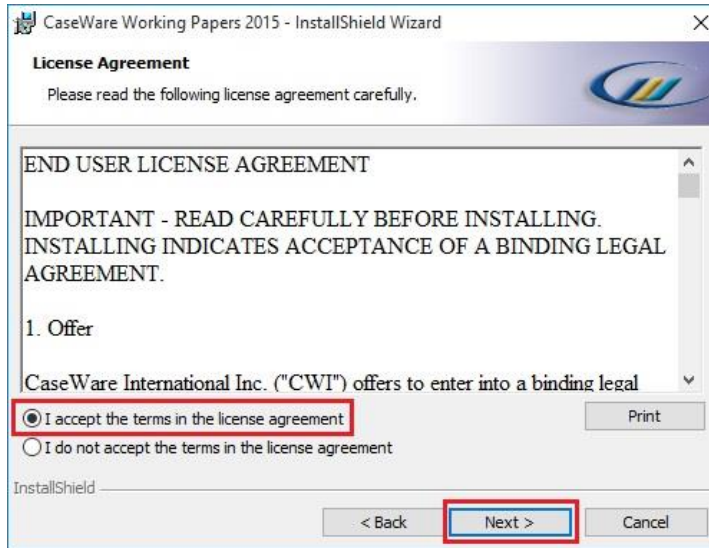 CaseWare Working Papers 2015 - InstallShield Wizard
License Agreement
Please read the following license agreement carefully.
END USER LICENSE AGREEMENT
IMPORTANT - READ CAREFULLY BEFORE INSTALLING.
INSTALLING INDICATES ACCEPTANCE OF A BINDING LEGAL
AGREEMENT.
1. Offer
CaseWare International Inc. ("CWI") offers to enter into a binding legal
I accept the terms in the license agreement
Print
I do not accept the terms in the license agreement
InstallShield
< Back
Next >
Cancel